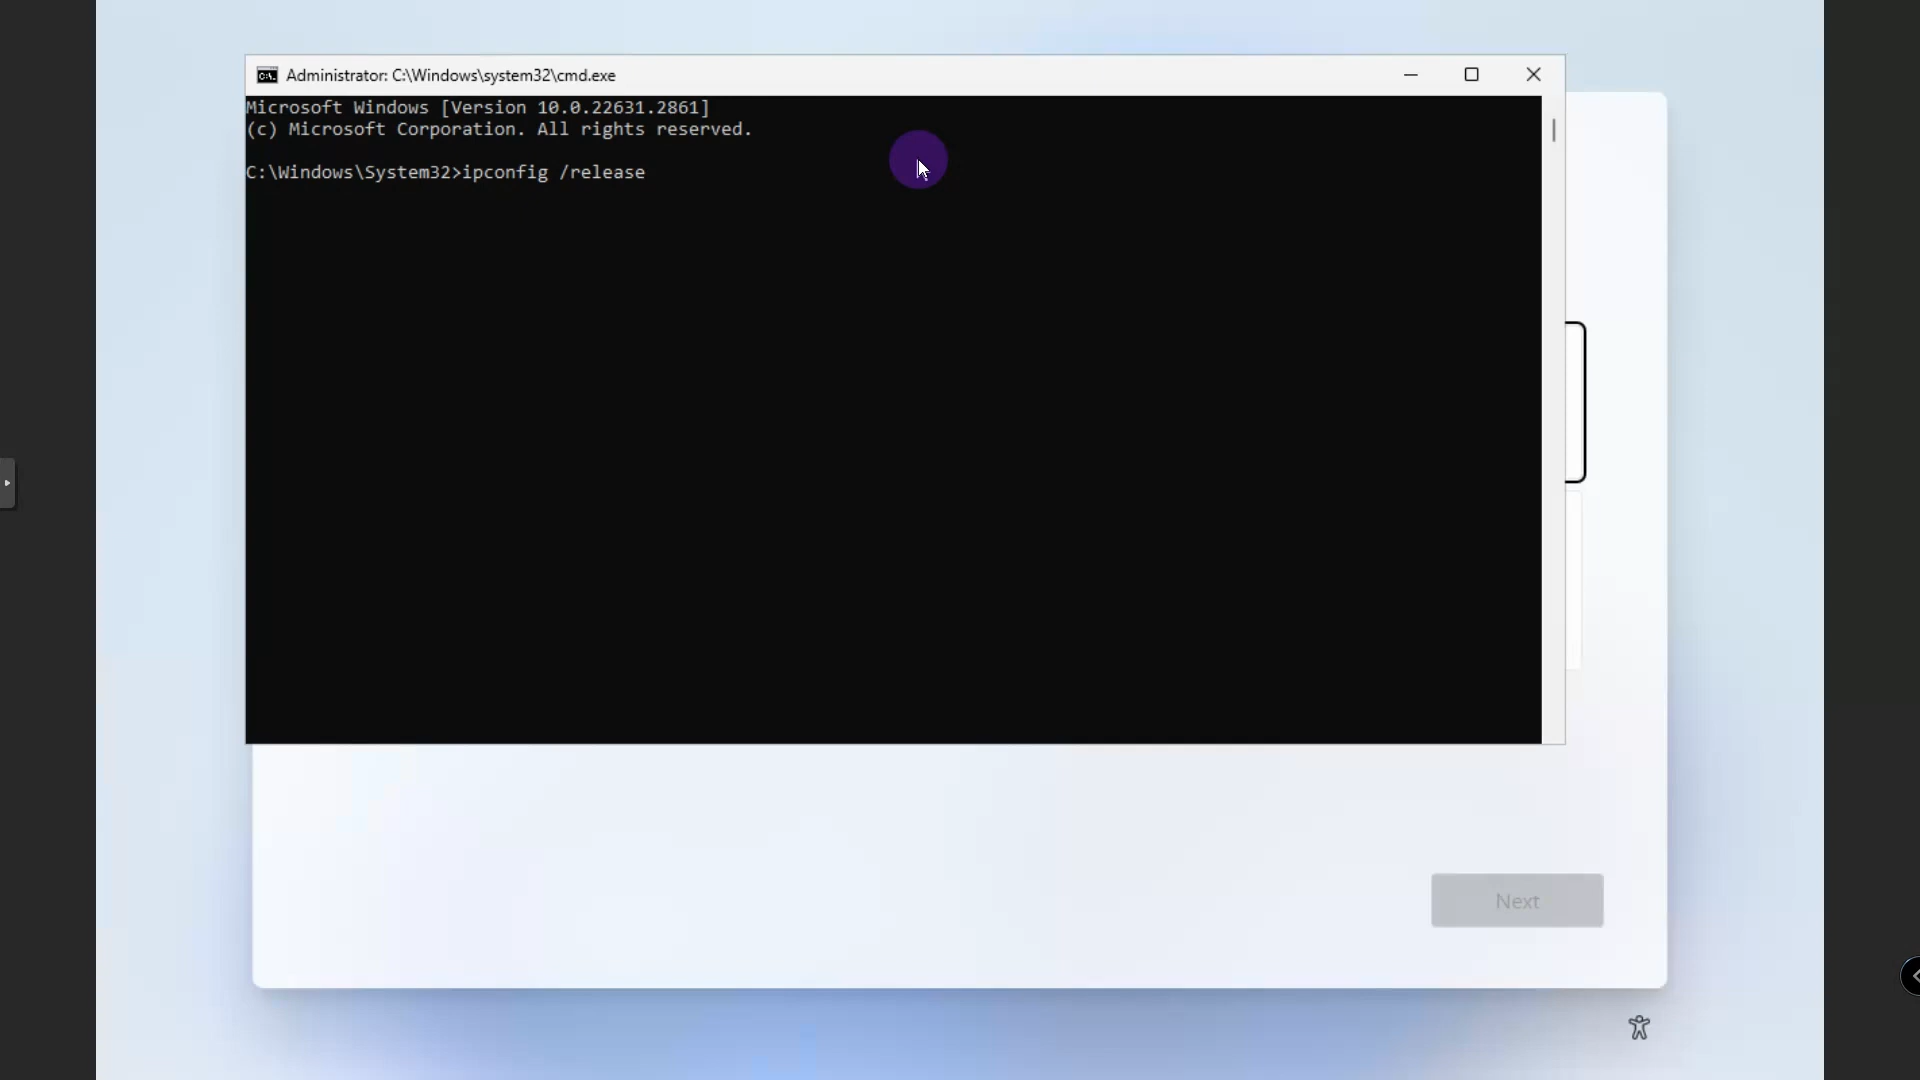 Administrator: C:\Windows\system32\cmd.exe
Microsoft Windows [Version 10.0.22631.2861]
(c) Microsoft Corporation. All rights reserved.
C:\Windows\System32>ipconfig /release
Next